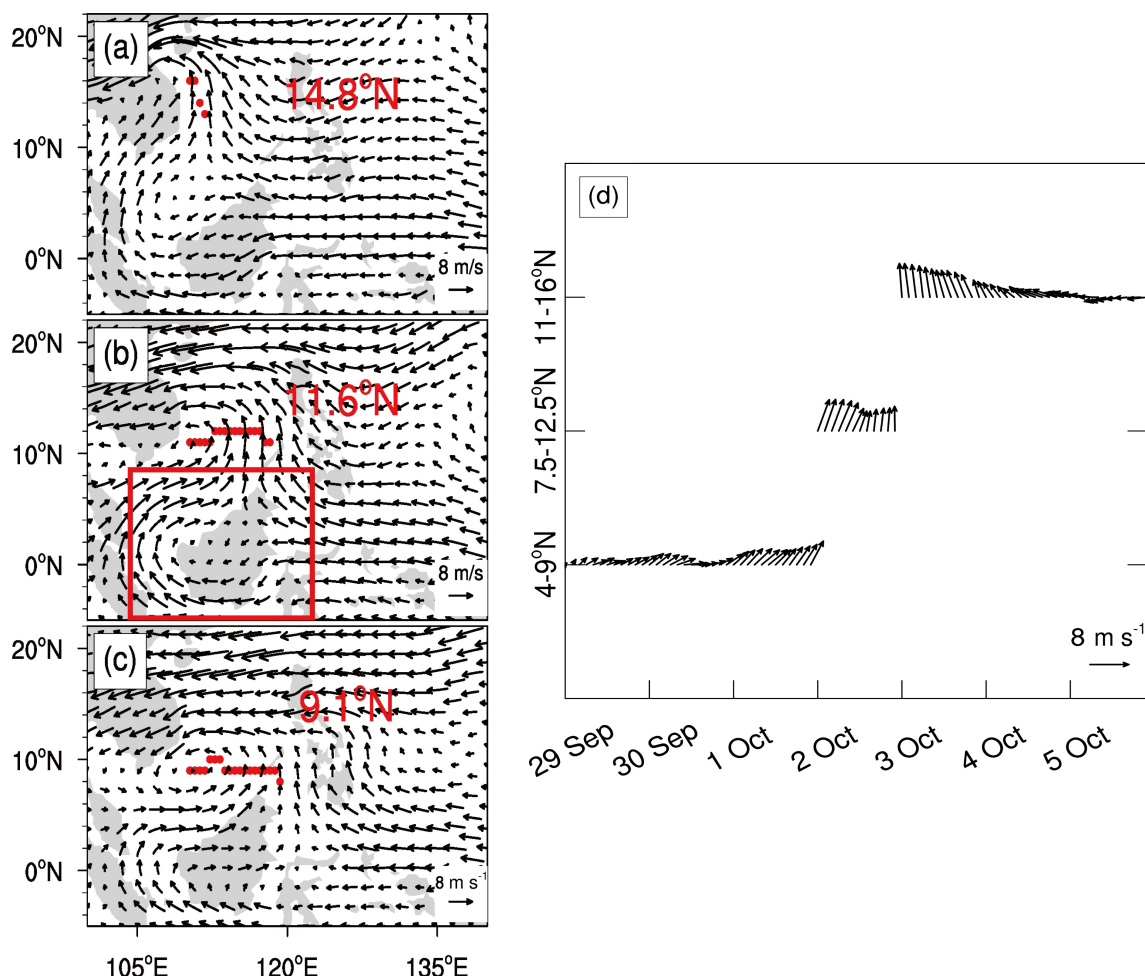 (a)
14.8°N
20°N
10°N
0°N
8 m/s
(b)
11.6°N
20°N
10°N
0°N
8 m/s
(c)
9.1°N
20°N
10°N
0°N
8 m s⁻¹
105°E 120°E 135°E
(d)
11-16°N
7.5-12.5°N
4-9°N
8 m s⁻¹
29 Sep 30 Sep 1 Oct 2 Oct 3 Oct 4 Oct 5 Oct